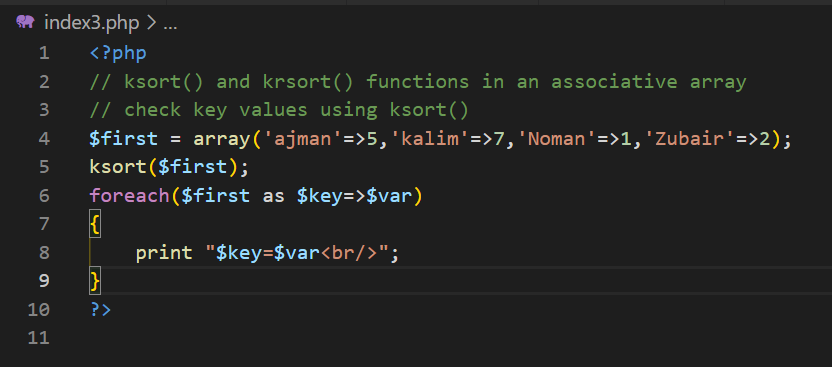 index3.php > ...
1 <?php
2 // ksort() and krsort() functions in an associative array
3 // check key values using ksort()
4 $first = array('ajman'=>5,'kalim'=>7,'Noman'=>1,'Zubair'=>2);
5 ksort($first);
6 foreach($first as $key=>$var)
7 {
8     print "$key=$var<br/>";
9 }
10 ?>
11